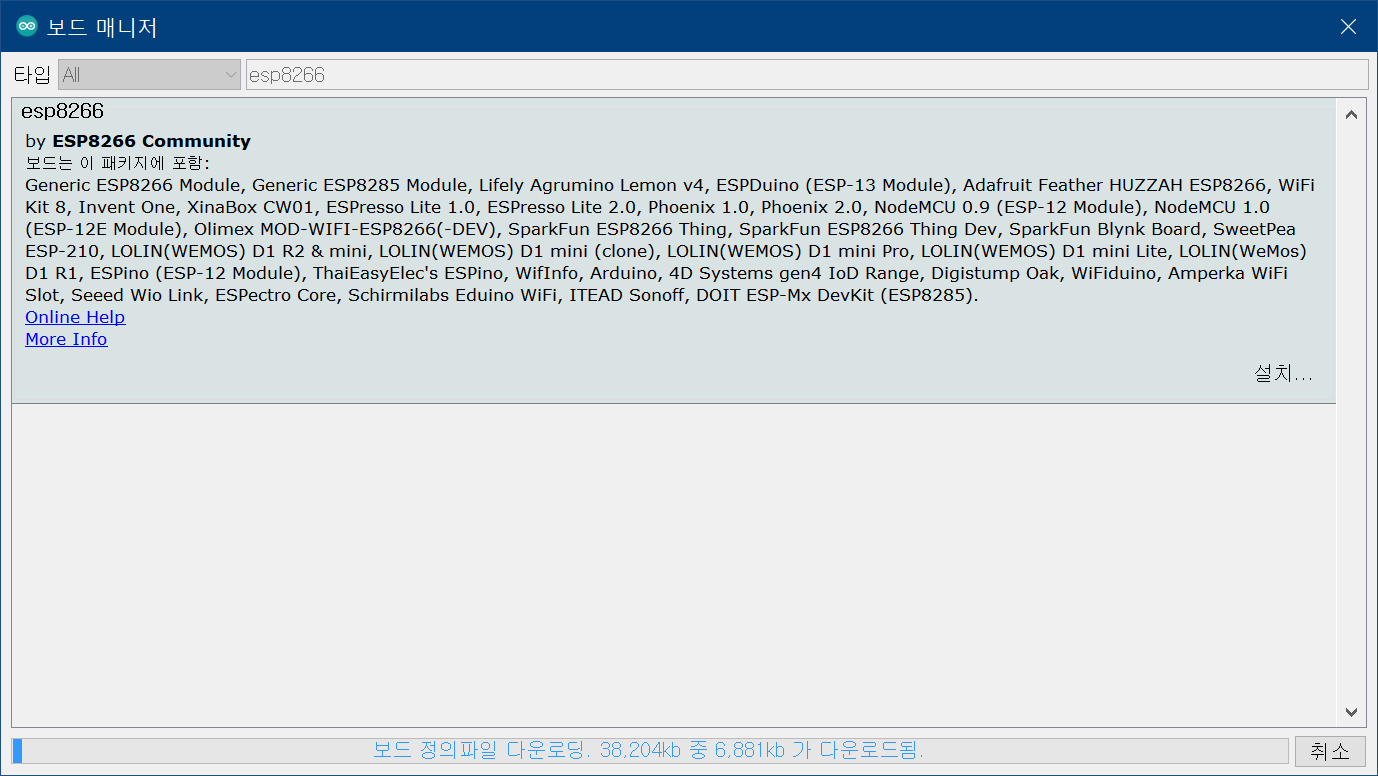 보드 매니저
타입 All esp8266
esp8266
by ESP8266 Community
보드는 이 패키지에 포함:
Generic ESP8266 Module, Generic ESP8285 Module, Lifely Agrumino Lemon v4, ESPDuino (ESP-13 Module), Adafruit Feather HUZZAH ESP8266, WiFi
Kit 8, Invent One, XinaBox CW01, ESPresso Lite 1.0, ESPresso Lite 2.0, Phoenix 1.0, Phoenix 2.0, NodeMCU 0.9 (ESP-12 Module), NodeMCU 1.0
(ESP-12E Module), Olimex MOD-WIFI-ESP8266(-DEV), SparkFun ESP8266 Thing, SparkFun ESP8266 Thing Dev, SparkFun Blynk Board, SweetPea
ESP-210, LOLIN(WEMOS) D1 R2 & mini, LOLIN(WEMOS) D1 mini (clone), LOLIN(WEMOS) D1 mini Pro, LOLIN(WEMOS) D1 mini Lite, LOLIN(WeMos)
D1 R1, ESPino (ESP-12 Module), ThaiEasyElec's ESPino, WifInfo, Arduino, 4D Systems gen4 IoD Range, Digistump Oak, WiFiduino, Amperka WiFi
Slot, Seeed Wio Link, ESPectro Core, Schirmilabs Eduino WiFi, ITEAD Sonoff, DOIT ESP-Mx DevKit (ESP8285).
Online Help
More Info
설치...
보드 정의파일 다운로딩. 38,204kb 중 6,881kb 가 다운로드됨. 취소